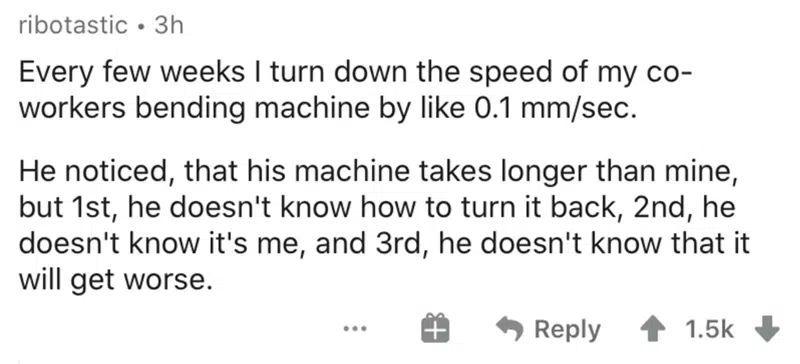 ribotastic • 3h
Every few weeks I turn down the speed of my co-
workers bending machine by like 0.1 mm/sec.
He noticed, that his machine takes longer than mine,
but 1st, he doesn't know how to turn it back, 2nd, he
doesn't know it's me, and 3rd, he doesn't know that it
will get worse.
... Reply 1.5k